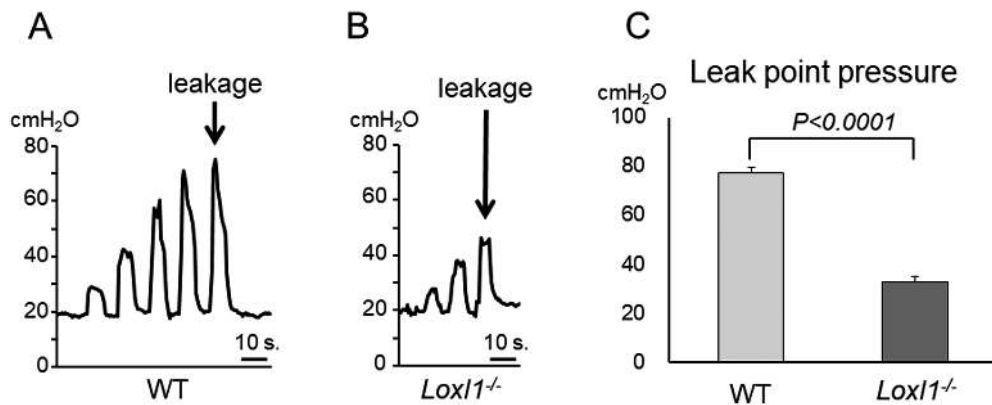 A
leakage
cmH₂O
80
60
40
20
0
10 s.
WT
B
leakage
cmH₂O
80
60
40
20
0
10 s.
Loxl1⁻/⁻
C
Leak point pressure
cmH₂O
100
80
60
40
20
0
P<0.0001
WT
Loxl1⁻/⁻